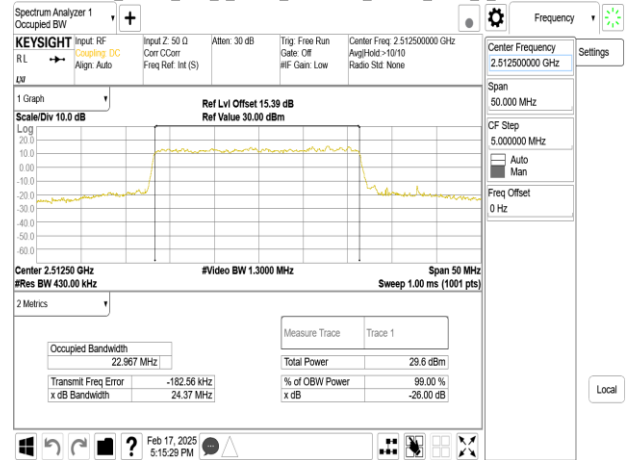 Spectrum Analyzer 1
Occupied BW
Frequency
KEYSIGHT
RL
Input: RF
Coupling: DC
Align: Auto
Input Z: 50 Ω
Corr CCorr
Freq Ref: Int (S)
Atten: 30 dB
Trig: Free Run
Gate: Off
#IF Gain: Low
Center Freq: 2.512500000 GHz
Avg|Hold:>10/10
Radio Std: None
LXI
1 Graph
Scale/Div 10.0 dB
Ref Lvl Offset 15.39 dB
Ref Value 30.00 dBm
Log
20.0
10.0
0.00
-10.0
-20.0
-30.0
-40.0
-50.0
-60.0
Center 2.51250 GHz
#Res BW 430.00 kHz
#Video BW 1.3000 MHz
Span 50 MHz
Sweep 1.00 ms (1001 pts)
2 Metrics
Occupied Bandwidth
22.967 MHz
Transmit Freq Error -182.56 kHz
x dB Bandwidth 24.37 MHz
Measure Trace Trace 1
Total Power 29.6 dBm
% of OBW Power 99.00 %
x dB -26.00 dB
Center Frequency
2.512500000 GHz
Settings
Span
50.000 MHz
CF Step
5.000000 MHz
Auto
Man
Freq Offset
0 Hz
Local
?
Feb 17, 2025
5:15:29 PM